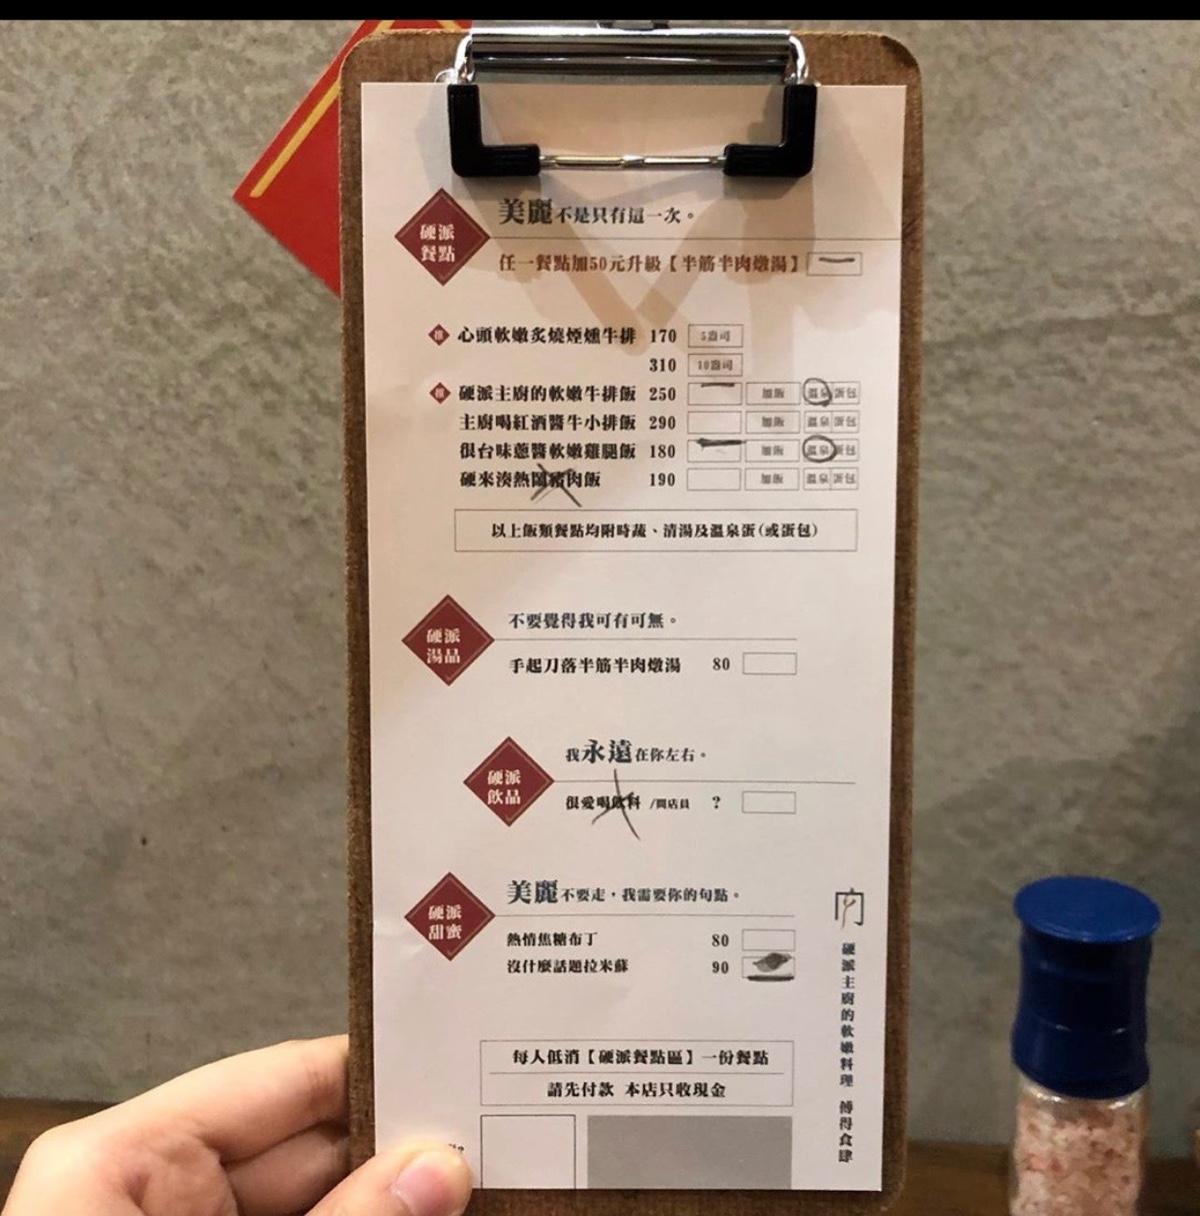 硬派
餐點
美麗不是只有這一次。
任一餐點加50元升級【半筋半肉燉湯】
推 心頭軟嫩炙燒煙燻牛排 170 5盎司
310 10盎司
推 硬派主廚的軟嫩牛排飯 250 加飯 溫泉 蛋包
主廚喝紅酒醬牛小排飯 290 加飯 溫泉 蛋包
很台味蔥醬軟嫩雞腿飯 180 加飯 溫泉 蛋包
硬來湊熱鬧豬肉飯 190 加飯 溫泉 蛋包
以上飯類餐點均附時蔬、清湯及溫泉蛋(或蛋包)
硬派
湯品
不要覺得我可有可無。
手起刀落半筋半肉燉湯 80
硬派
飲品
我永遠在你左右。
很愛喝飲料 /問店員 ?
硬派
甜蜜
美麗不要走,我需要你的句點。
熱情焦糖布丁 80
沒什麼話題拉米蘇 90
每人低消【硬派餐點區】一份餐點
請先付款 本店只收現金
硬派主廚的軟嫩料理 傅得食肆